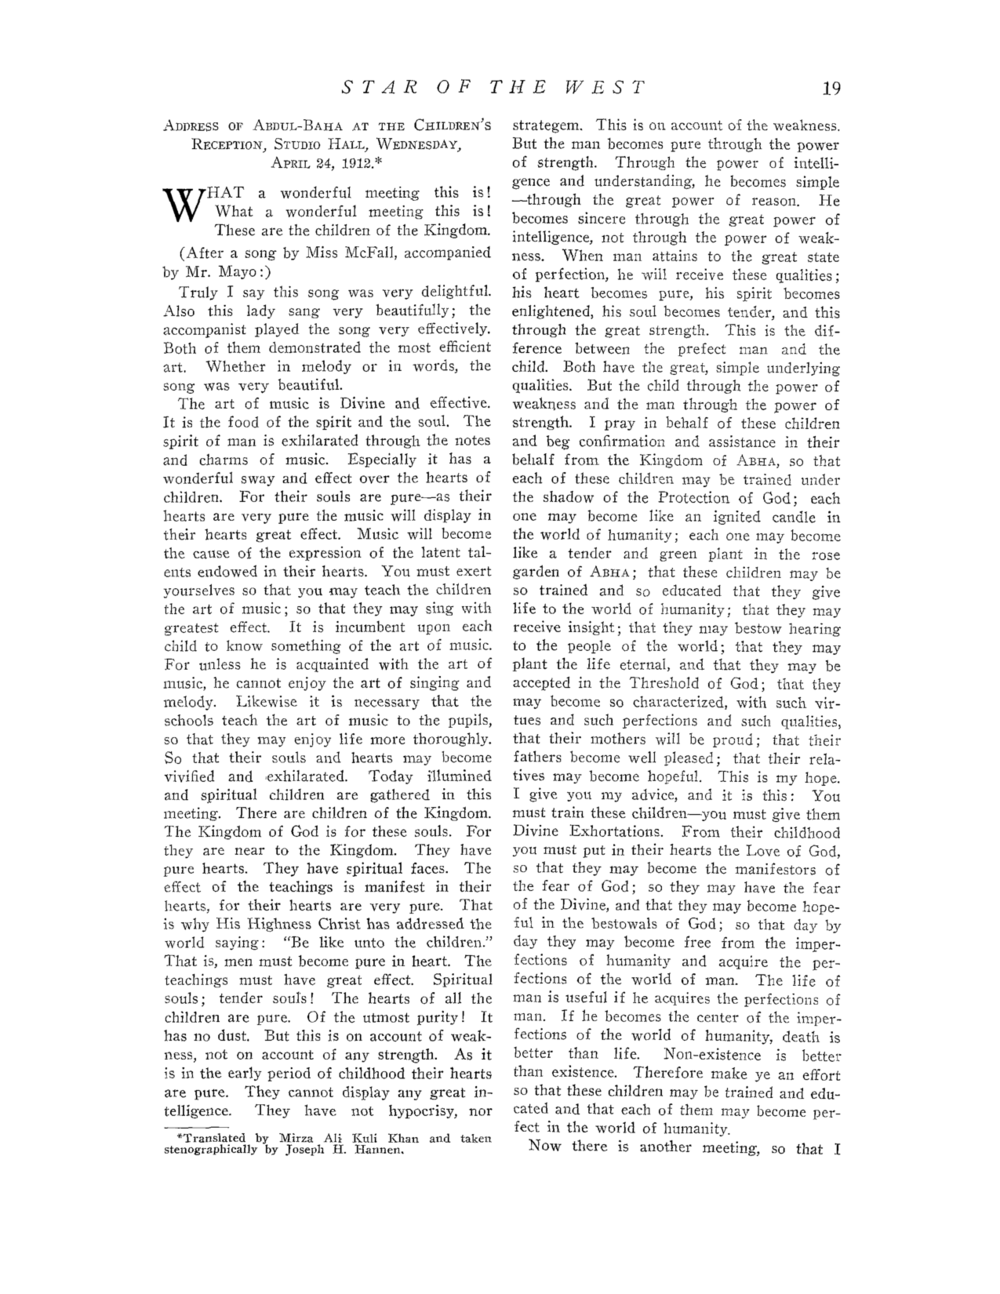 STAR OF THE WEST 19
ADDRESS OF ABDUL-BAHA AT THE CHILDREN'S
RECEPTION, STUDIO HALL, WEDNESDAY,
APRIL 24, 1912.*
WHAT a wonderful meeting this is!
What a wonderful meeting this is!
These are the children of the Kingdom.
(After a song by Miss McFall, accompanied
by Mr. Mayo:)
Truly I say this song was very delightful.
Also this lady sang very beautifully; the
accompanist played the song very effectively.
Both of them demonstrated the most efficient
art. Whether in melody or in words, the
song was very beautiful.
The art of music is Divine and effective.
It is the food of the spirit and the soul. The
spirit of man is exhilarated through the notes
and charms of music. Especially it has a
wonderful sway and effect over the hearts of
children. For their souls are pure—as their
hearts are very pure the music will display in
their hearts great effect. Music will become
the cause of the expression of the latent tal-
ents endowed in their hearts. You must exert
yourselves so that you may teach the children
the art of music; so that they may sing with
greatest effect. It is incumbent upon each
child to know something of the art of music.
For unless he is acquainted with the art of
music, he cannot enjoy the art of singing and
melody. Likewise it is necessary that the
schools teach the art of music to the pupils,
so that they may enjoy life more thoroughly.
So that their souls and hearts may become
vivified and exhilarated. Today illumined
and spiritual children are gathered in this
meeting. There are children of the Kingdom.
The Kingdom of God is for these souls. For
they are near to the Kingdom. They have
pure hearts. They have spiritual faces. The
effect of the teachings is manifest in their
hearts, for their hearts are very pure. That
is why His Highness Christ has addressed the
world saying: "Be like unto the children."
That is, men must become pure in heart. The
teachings must have great effect. Spiritual
souls; tender souls! The hearts of all the
children are pure. Of the utmost purity! It
has no dust. But this is on account of weak-
ness, not on account of any strength. As it
is in the early period of childhood their hearts
are pure. They cannot display any great in-
telligence. They have not hypocrisy, nor
*Translated by Mirza Ali Kuli Khan and taken
stenographically by Joseph H. Hannen.
strategem. This is on account of the weakness.
But the man becomes pure through the power
of strength. Through the power of intelli-
gence and understanding, he becomes simple
—through the great power of reason. He
becomes sincere through the great power of
intelligence, not through the power of weak-
ness. When man attains to the great state
of perfection, he will receive these qualities;
his heart becomes pure, his spirit becomes
enlightened, his soul becomes tender, and this
through the great strength. This is the dif-
ference between the prefect man and the
child. Both have the great, simple underlying
qualities. But the child through the power of
weakness and the man through the power of
strength. I pray in behalf of these children
and beg confirmation and assistance in their
behalf from the Kingdom of ABHA, so that
each of these children may be trained under
the shadow of the Protection of God; each
one may become like an ignited candle in
the world of humanity; each one may become
like a tender and green plant in the rose
garden of ABHA; that these children may be
so trained and so educated that they give
life to the world of humanity; that they may
receive insight; that they may bestow hearing
to the people of the world; that they may
plant the life eternal, and that they may be
accepted in the Threshold of God; that they
may become so characterized, with such vir-
tues and such perfections and such qualities,
that their mothers will be proud; that their
fathers become well pleased; that their rela-
tives may become hopeful. This is my hope.
I give you my advice, and it is this: You
must train these children—you must give them
Divine Exhortations. From their childhood
you must put in their hearts the Love of God,
so that they may become the manifestors of
the fear of God; so they may have the fear
of the Divine, and that they may become hope-
ful in the bestowals of God; so that day by
day they may become free from the imper-
fections of humanity and acquire the per-
fections of the world of man. The life of
man is useful if he acquires the perfections of
man. If he becomes the center of the imper-
fections of the world of humanity, death is
better than life. Non-existence is better
than existence. Therefore make ye an effort
so that these children may be trained and edu-
cated and that each of them may become per-
fect in the world of humanity.
Now there is another meeting, so that I